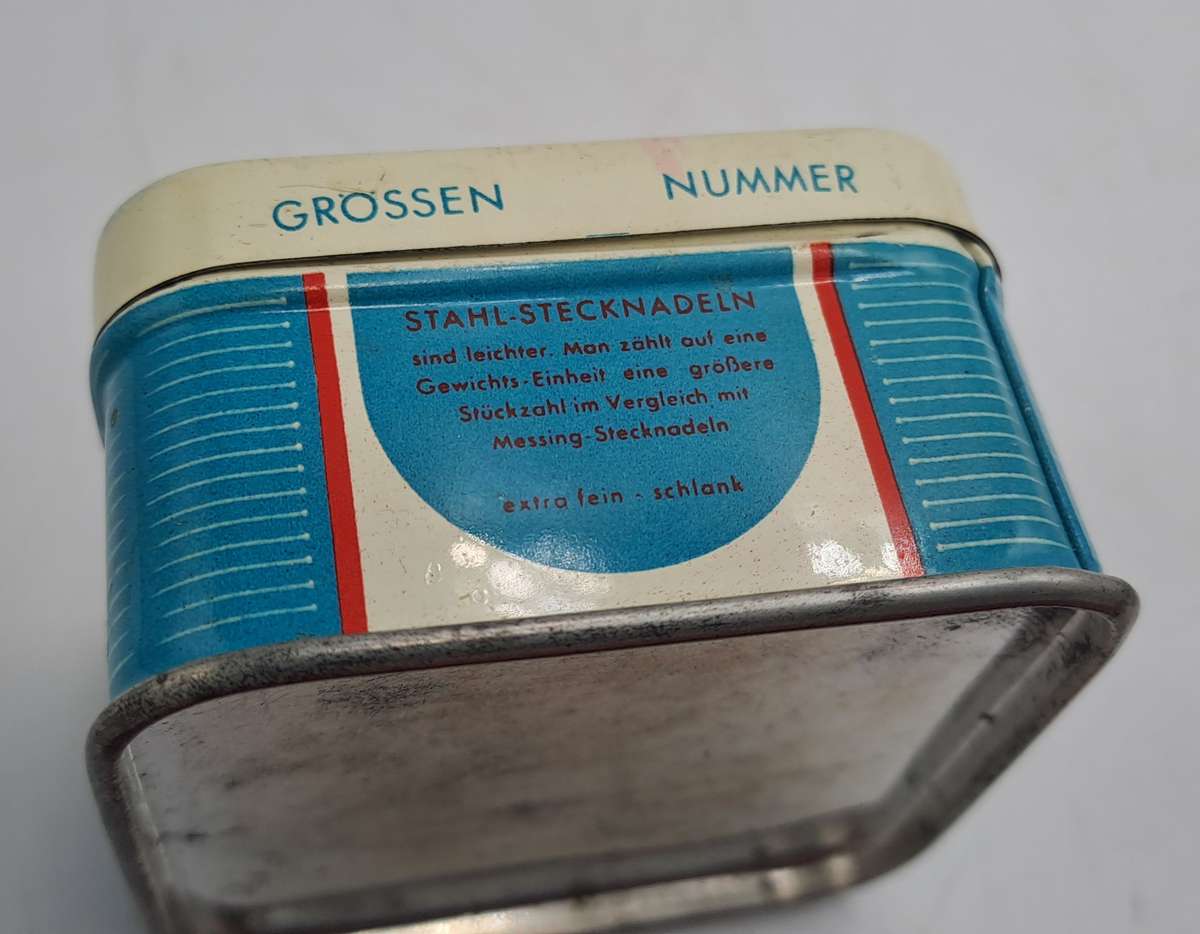 GRÖSSEN NUMMER
STAHL-STECKNADELN
sind leichter. Man zählt auf eine
Gewichts-Einheit eine größere
Stückzahl im Vergleich mit
Messing-Stecknadeln
extra fein - schlank